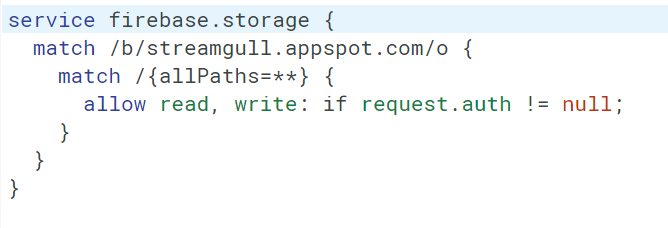 service firebase.storage {
  match /b/streamgull.appspot.com/o {
    match /{allPaths=**} {
      allow read, write: if request.auth != null;
    }
  }
}